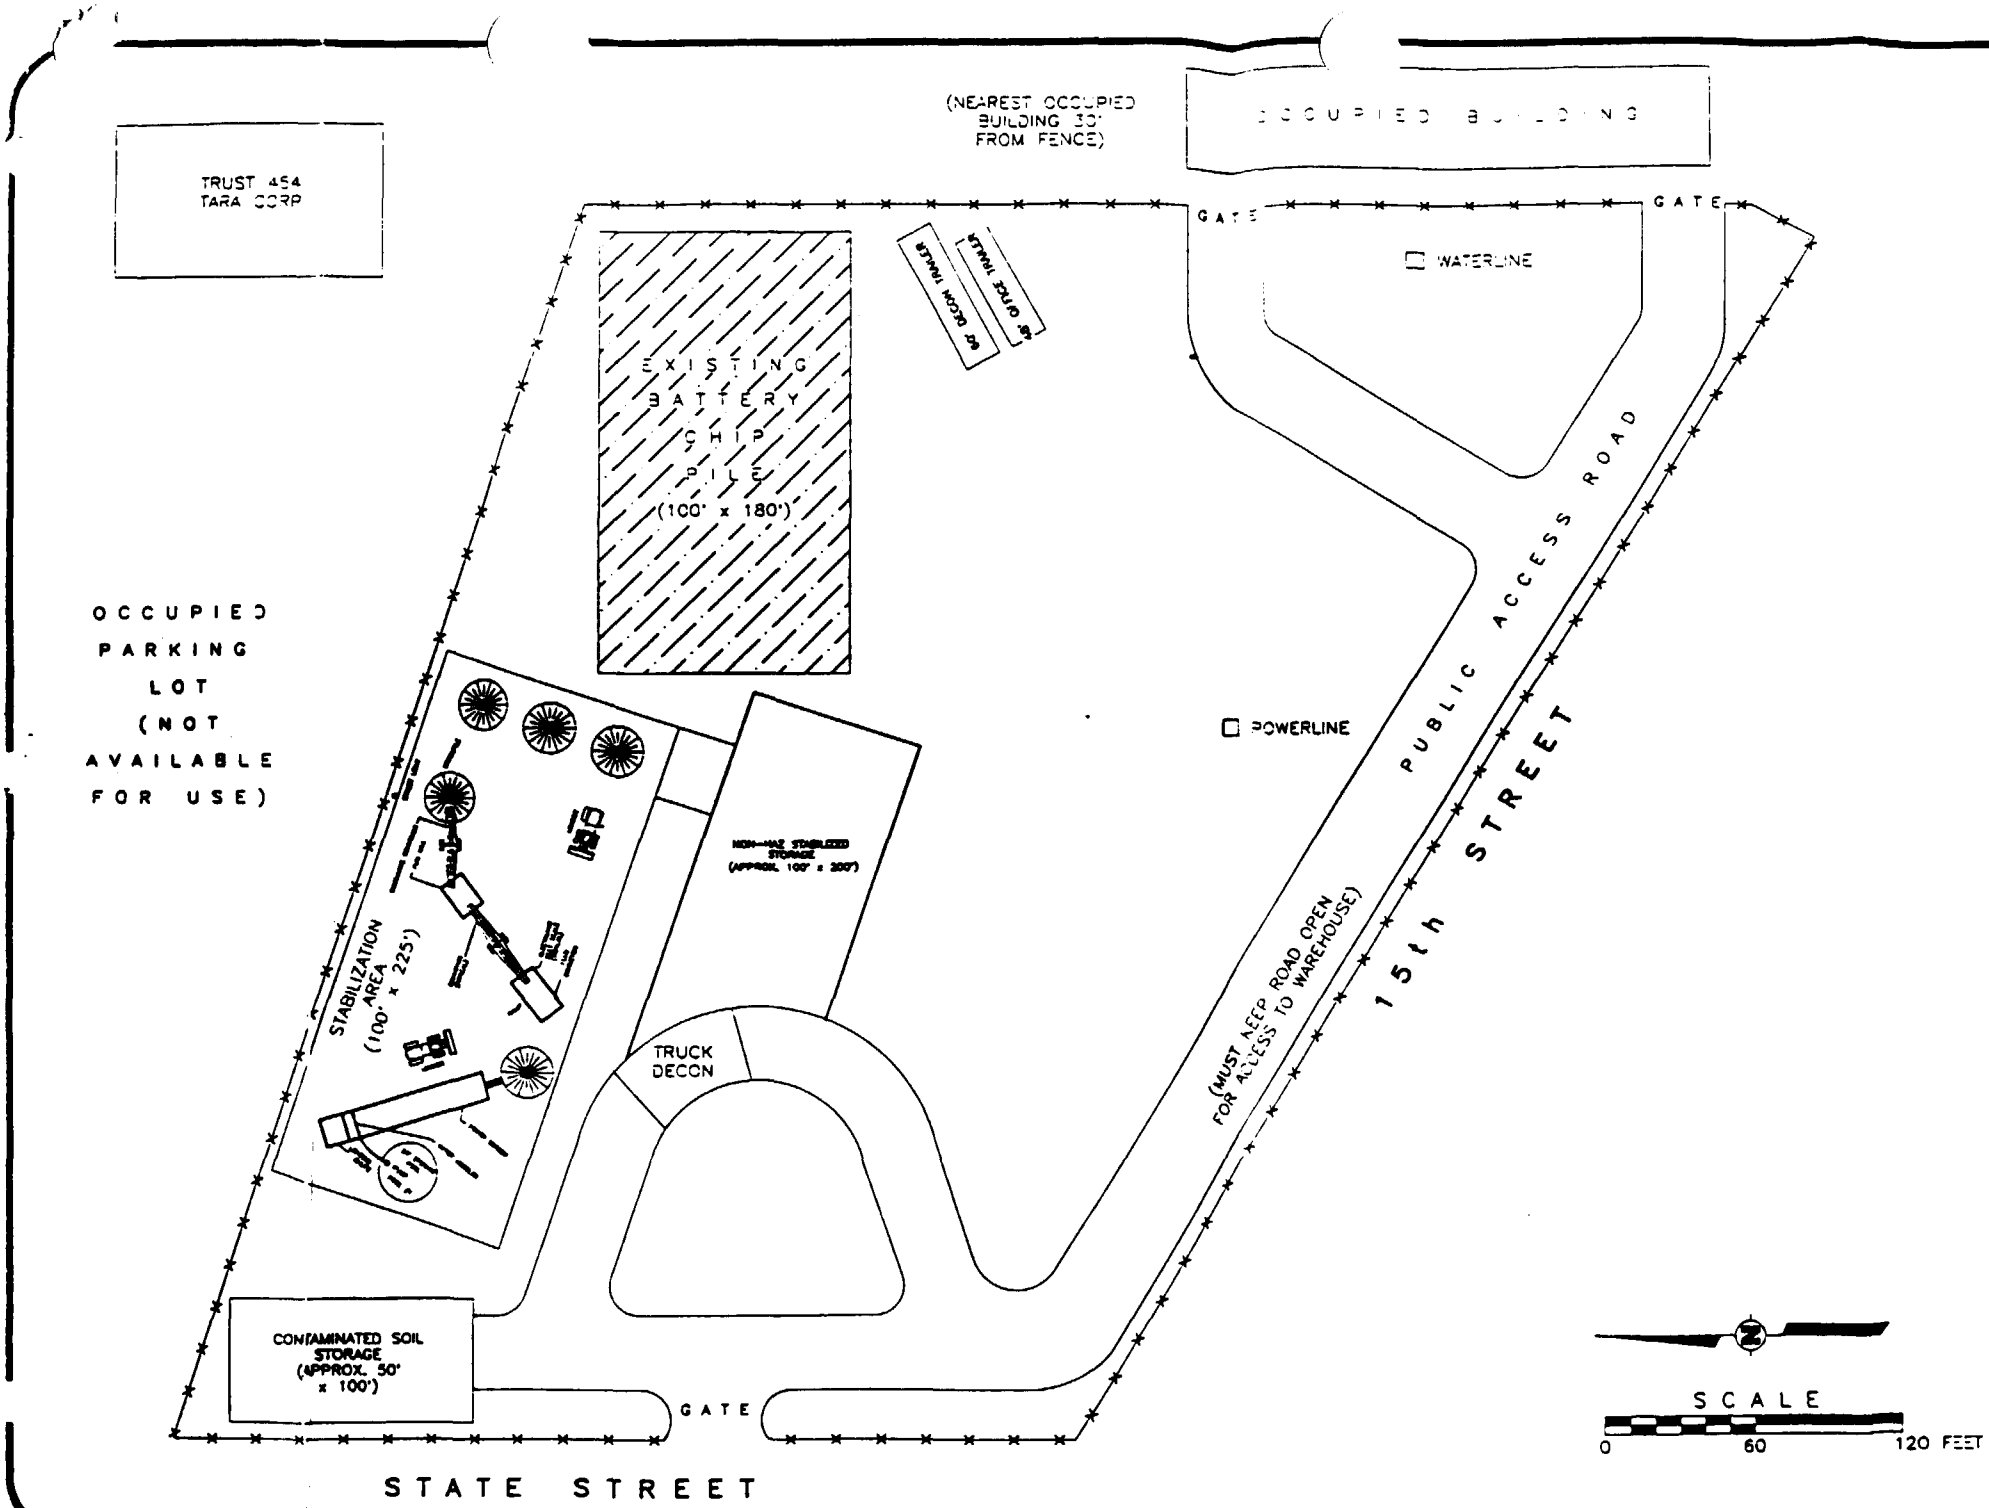 (NEAREST OCCUPIED
BUILDING 30'
FROM FENCE)
OCCUPIED BUILDING
TRUST 454
TARA CORP
GATE
GATE
WATERLINE
60' DECON TRAILER
48' OFFICE TRAILER
EXISTING
BATTERY
CHIP
PILE
(100' x 180')
OCCUPIED
PARKING
LOT
(NOT
AVAILABLE
FOR USE)
POWERLINE
PUBLIC ACCESS ROAD
15th STREET
NON-HAZ STABILIZED
STORAGE
(APPROX. 100' x 200')
STABILIZATION
AREA
(100' x 225')
(MUST KEEP ROAD OPEN
FOR ACCESS TO WAREHOUSE)
TRUCK
DECON
CONTAMINATED SOIL
STORAGE
(APPROX. 50'
x 100')
GATE
N
SCALE
0 60 120 FEET
STATE STREET